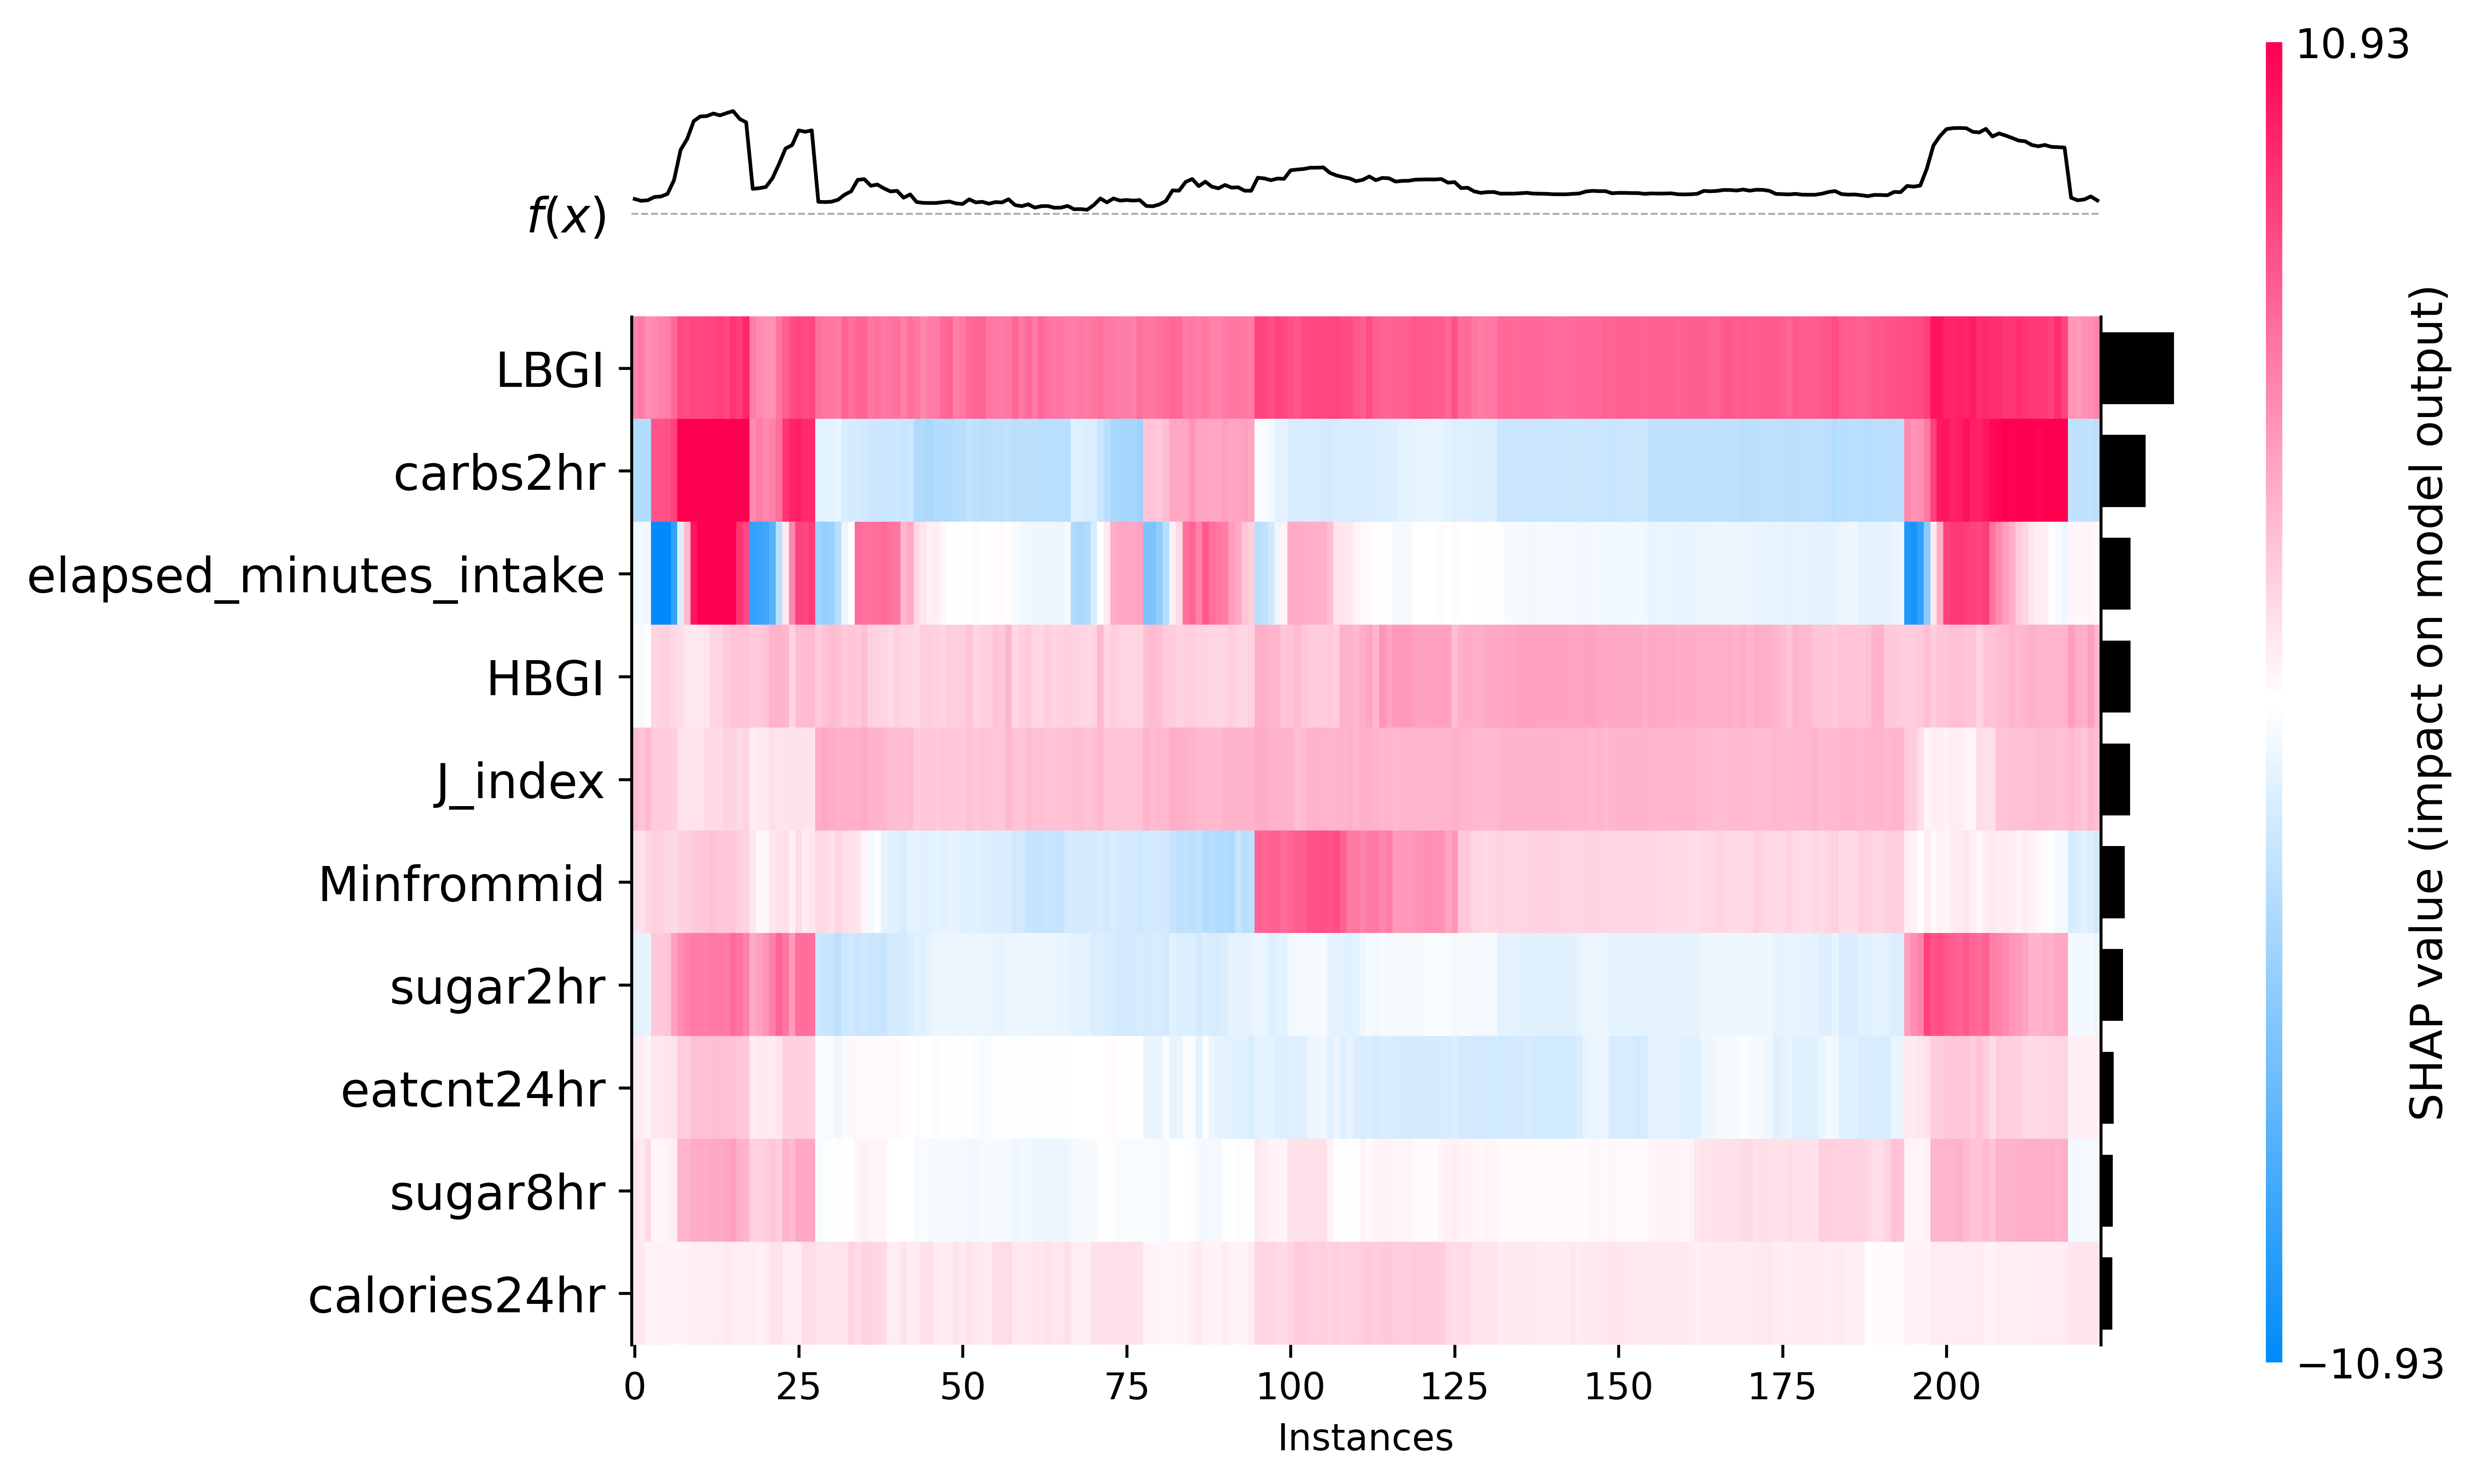 10.93
f(x)
LBGI
carbs2hr
elapsed_minutes_intake
HBGI
J_index
Minfrommid
sugar2hr
eatcnt24hr
sugar8hr
calories24hr
0 25 50 75 100 125 150 175 200
Instances
SHAP value (impact on model output)
−10.93